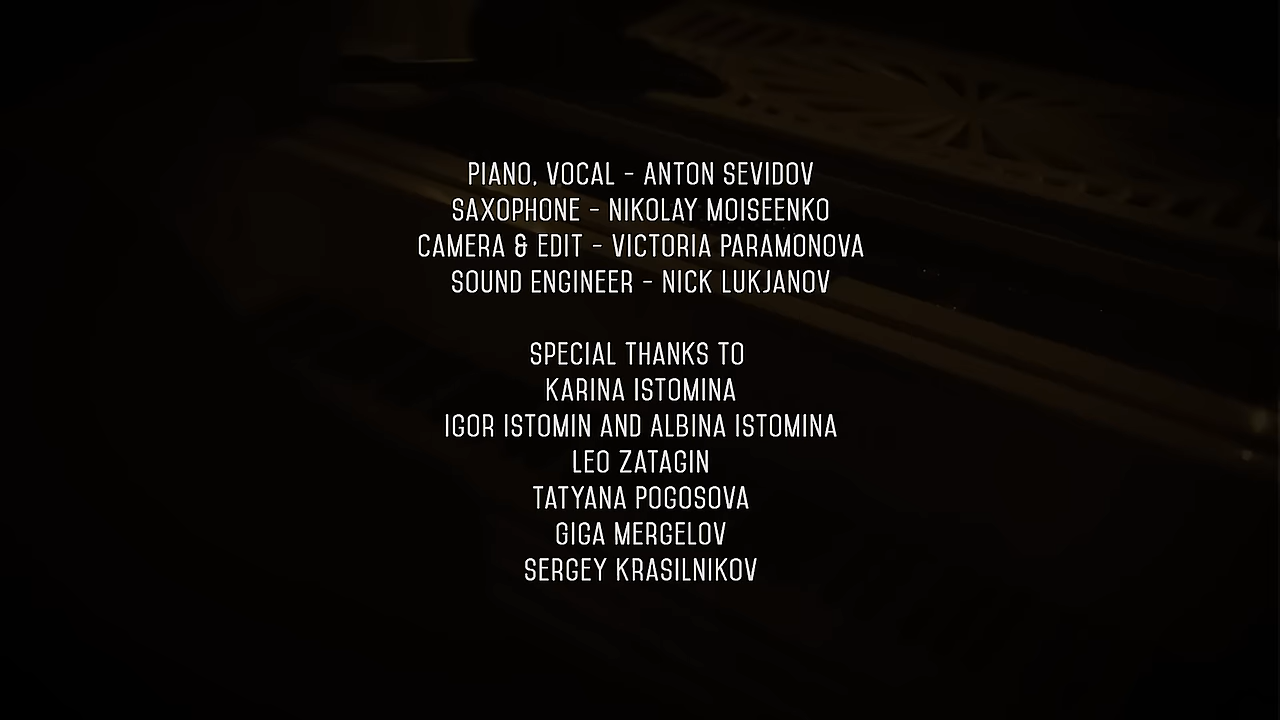 PIANO, VOCAL - ANTON SEVIDOV
SAXOPHONE - NIKOLAY MOISEENKO
CAMERA & EDIT - VICTORIA PARAMONOVA
SOUND ENGINEER - NICK LUKJANOV
SPECIAL THANKS TO
KARINA ISTOMINA
IGOR ISTOMIN AND ALBINA ISTOMINA
LEO ZATAGIN
TATYANA POGOSOVA
GIGA MERGELOV
SERGEY KRASILNIKOV